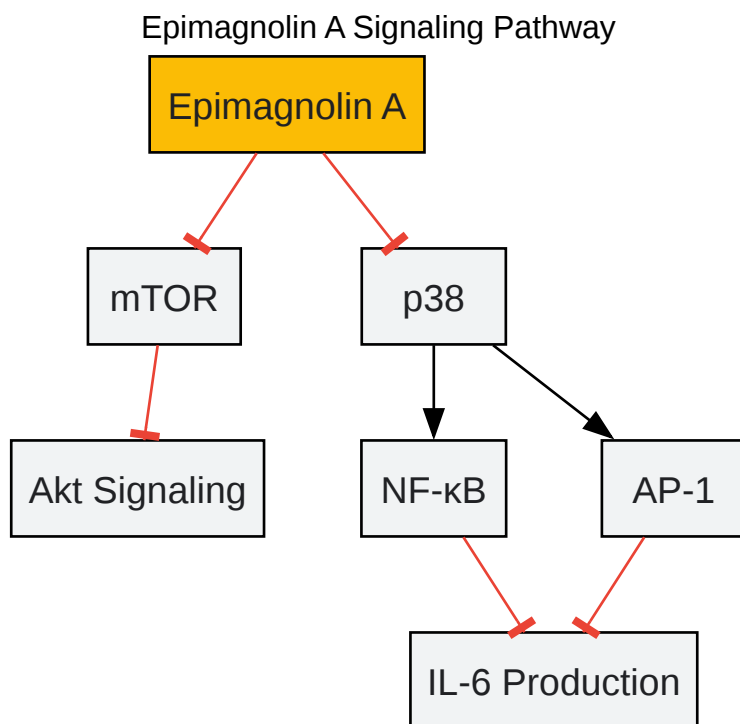 Epimagnolin A Signaling Pathway
Epimagnolin A
mTOR
p38
Akt Signaling
NF-κB
AP-1
IL-6 Production